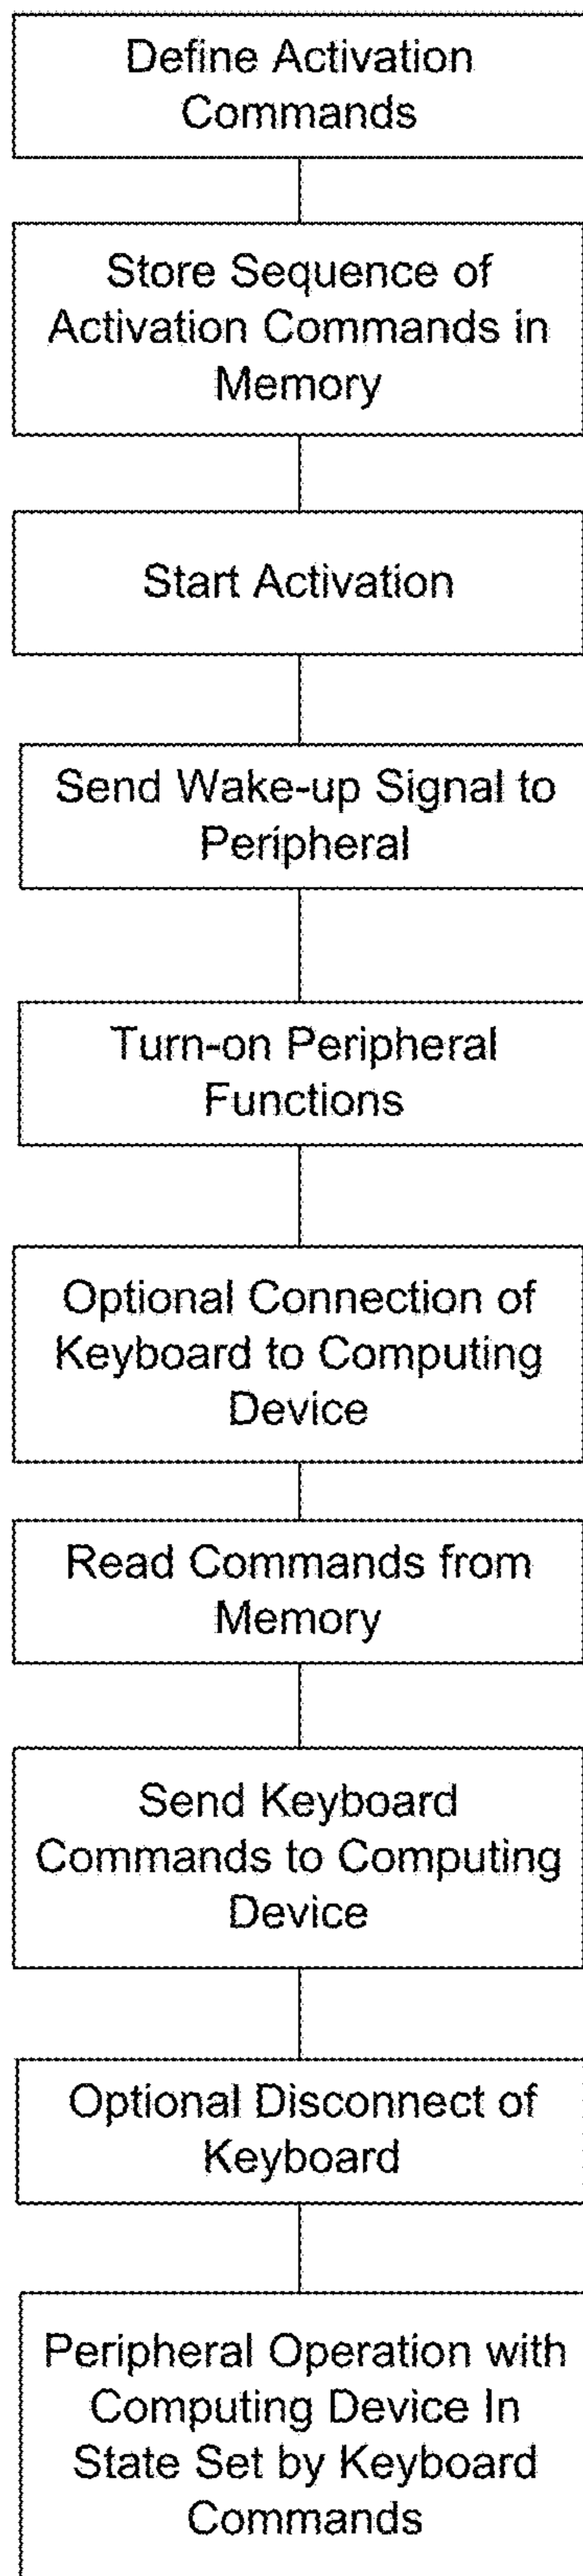 Define Activation
Commands
Store Sequence of
Activation Commands in
Memory
Start Activation
Send Wake-up Signal to
Peripheral
Turn-on Peripheral
Functions
Optional Connection of
Keyboard to Computing
Device
Read Commands from
Memory
Send Keyboard
Commands to Computing
Device
Optional Disconnect of
Keyboard
Peripheral Operation with
Computing Device In
State Set by Keyboard
Commands